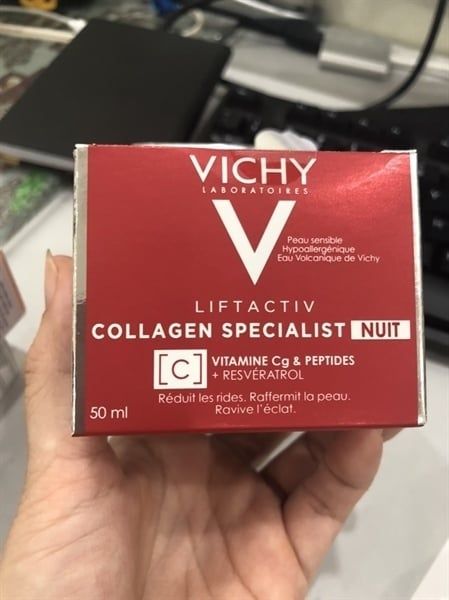 VICHY
LABORATOIRES
Peau sensible
Hypoallergénique
Eau Volcanique de Vichy
LIFTACTIV
COLLAGEN SPECIALIST NUIT
[C] VITAMINE Cg & PEPTIDES
+ RESVÉRATROL
Réduit les rides. Raffermit la peau.
Ravive l'éclat.
50 ml